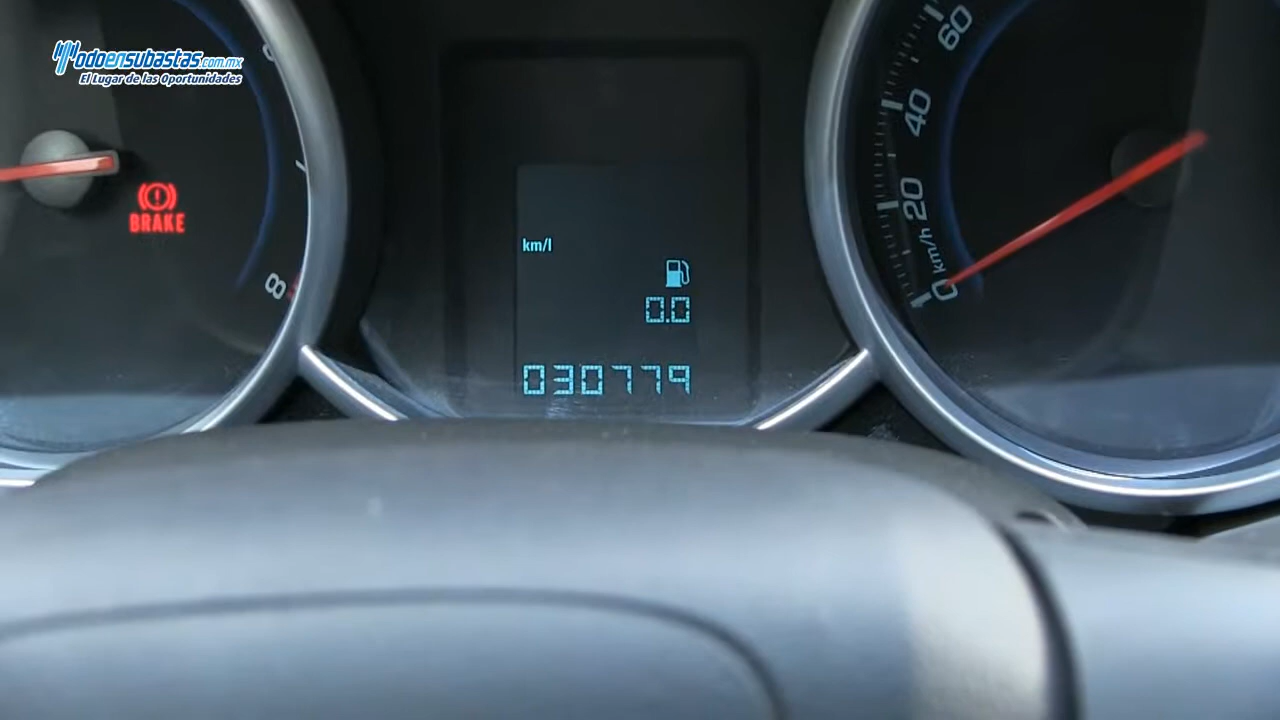 todoensubastas.com.mx
El Lugar de las Oportunidades
60
40
20
0
km/h
7
8
BRAKE
km/l
0.0
030779